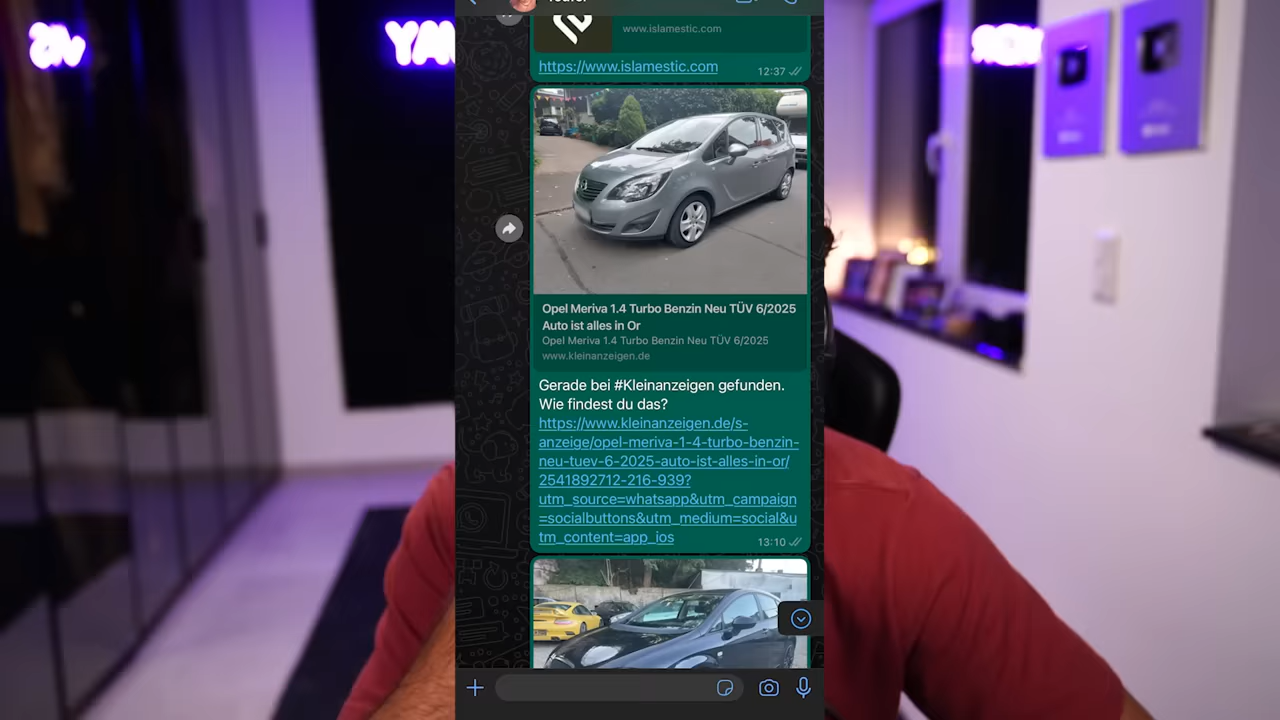 www.islamestic.com
https://www.islamestic.com
12:37
Opel Meriva 1.4 Turbo Benzin Neu TÜV 6/2025
Auto ist alles in Or
Opel Meriva 1.4 Turbo Benzin Neu TÜV 6/2025
www.kleinanzeigen.de
Gerade bei #Kleinanzeigen gefunden.
Wie findest du das?
https://www.kleinanzeigen.de/s-
anzeige/opel-meriva-1-4-turbo-benzin-
neu-tuev-6-2025-auto-ist-alles-in-or/
2541892712-216-939?
utm_source=whatsapp&utm_campaign
=socialbuttons&utm_medium=social&u
tm_content=app_ios
13:10